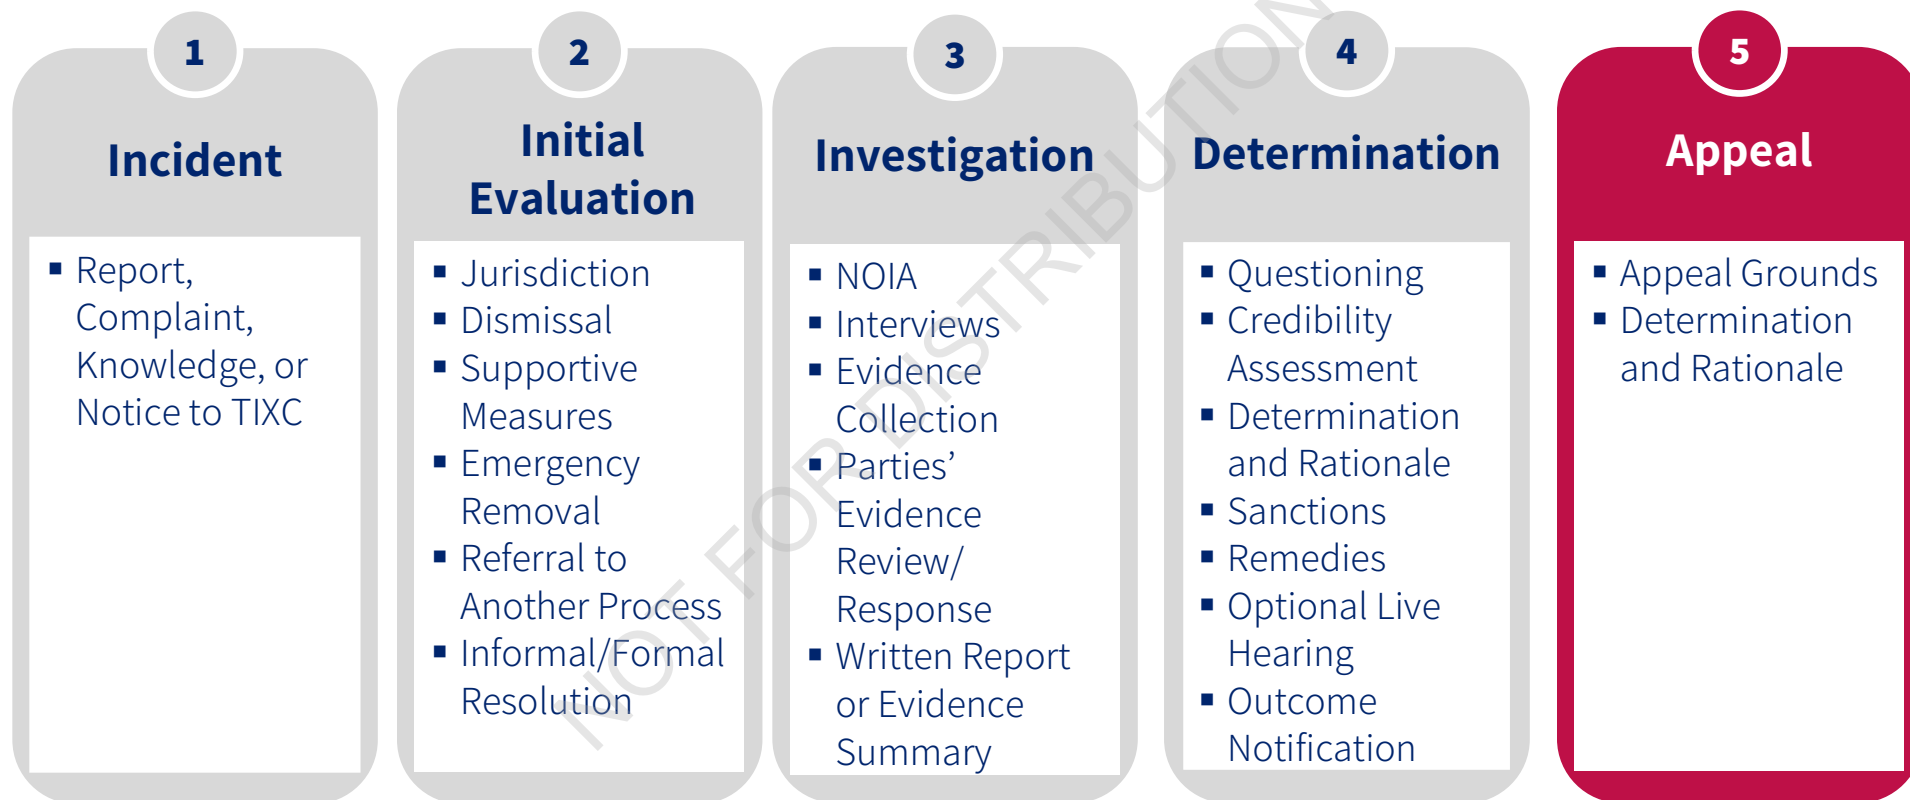 1
Incident
▪ Report,
Complaint,
Knowledge, or
Notice to TIXC
2
Initial
Evaluation
▪ Jurisdiction
▪ Dismissal
▪ Supportive
Measures
▪ Emergency
Removal
▪ Referral to
Another Process
▪ Informal/Formal
Resolution
3
Investigation
▪ NOIA
▪ Interviews
▪ Evidence
Collection
▪ Parties’
Evidence
Review/
Response
▪ Written Report
or Evidence
Summary
4
Determination
▪ Questioning
▪ Credibility
Assessment
▪ Determination
and Rationale
▪ Sanctions
▪ Remedies
▪ Optional Live
Hearing
▪ Outcome
Notification
5
Appeal
▪ Appeal Grounds
▪ Determination
and Rationale
NOT FOR DISTRIBUTION